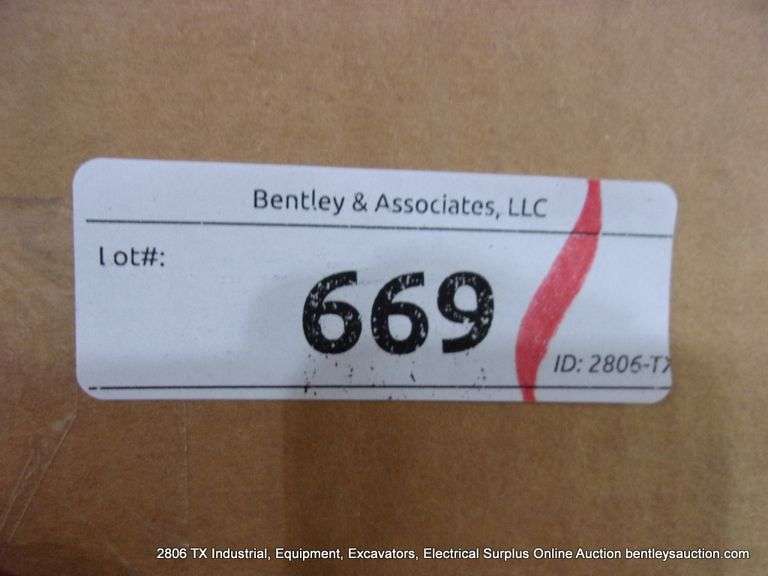 Bentley & Associates, LLC
Lot#:
669
ID: 2806-TX
2806 TX Industrial, Equipment, Excavators, Electrical Surplus Online Auction bentleysauction.com